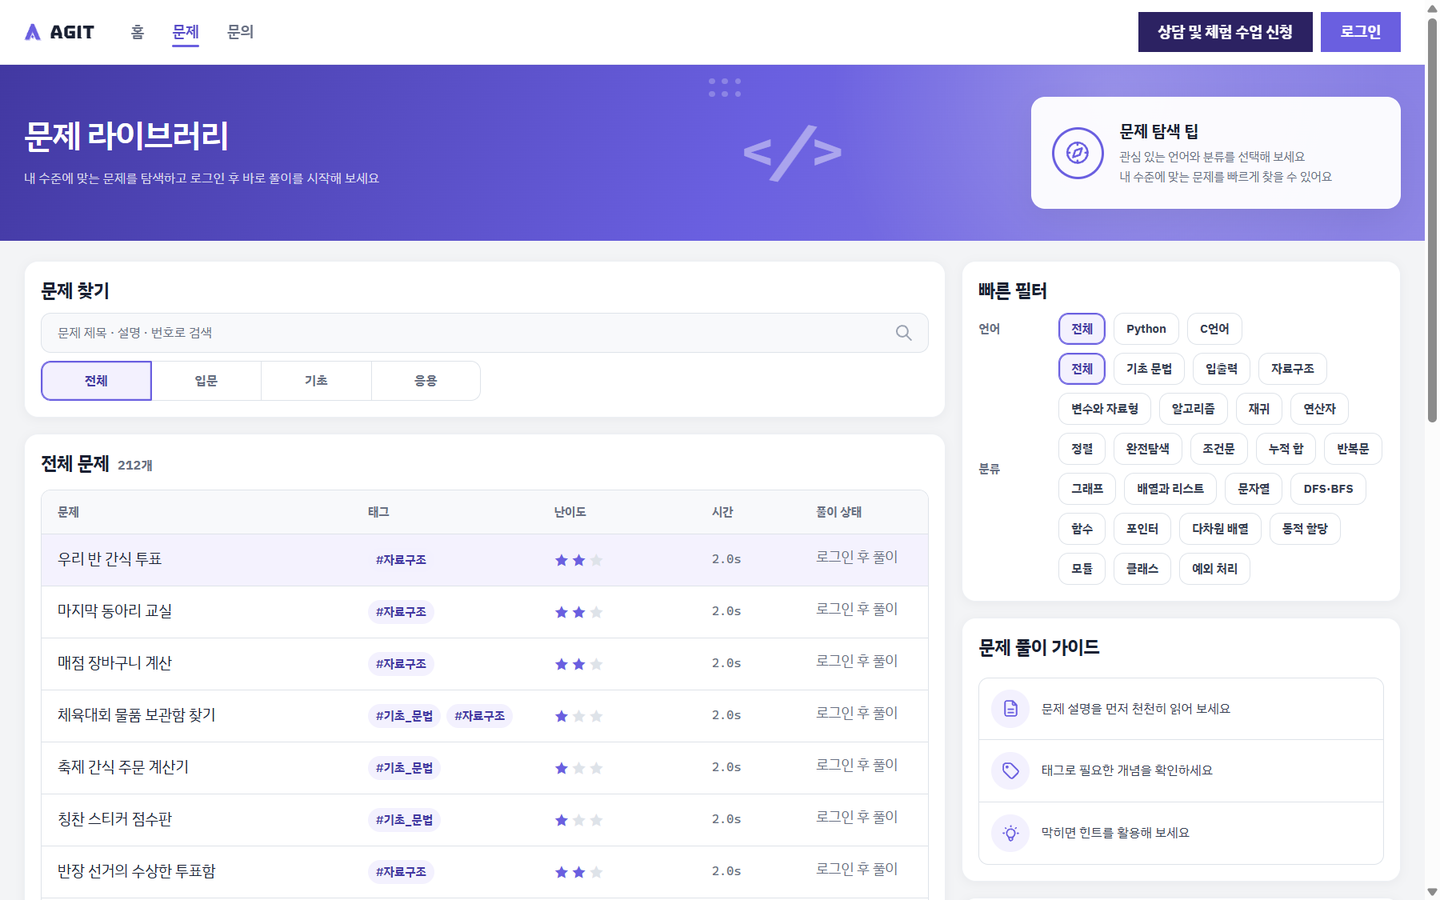 AGIT
홈
문제
문의
상담 및 체험 수업 신청
로그인
문제 라이브러리
내 수준에 맞는 문제를 탐색하고 로그인 후 바로 풀이를 시작해 보세요
</>
문제 탐색 팁
관심 있는 언어와 분류를 선택해 보세요
내 수준에 맞는 문제를 빠르게 찾을 수 있어요
문제 찾기
문제 제목 · 설명 · 번호로 검색
전체 입문 기초 응용
전체 문제 212개
문제 태그 난이도 시간 풀이 상태
우리 반 간식 투표 #자료구조 2.0s 로그인 후 풀이
마지막 동아리 교실 #자료구조 2.0s 로그인 후 풀이
매점 장바구니 계산 #자료구조 2.0s 로그인 후 풀이
체육대회 물품 보관함 찾기 #기초_문법 #자료구조 2.0s 로그인 후 풀이
축제 간식 주문 계산기 #기초_문법 2.0s 로그인 후 풀이
칭찬 스티커 점수판 #기초_문법 2.0s 로그인 후 풀이
반장 선거의 수상한 투표함 #자료구조 2.0s 로그인 후 풀이
빠른 필터
언어 전체 Python C언어
전체 기초 문법 입출력 자료구조
변수와 자료형 알고리즘 재귀 연산자
정렬 완전탐색 조건문 누적 합 반복문
분류
그래프 배열과 리스트 문자열 DFS·BFS
함수 포인터 다차원 배열 동적 할당
모듈 클래스 예외 처리
문제 풀이 가이드
문제 설명을 먼저 천천히 읽어 보세요
태그로 필요한 개념을 확인하세요
막히면 힌트를 활용해 보세요